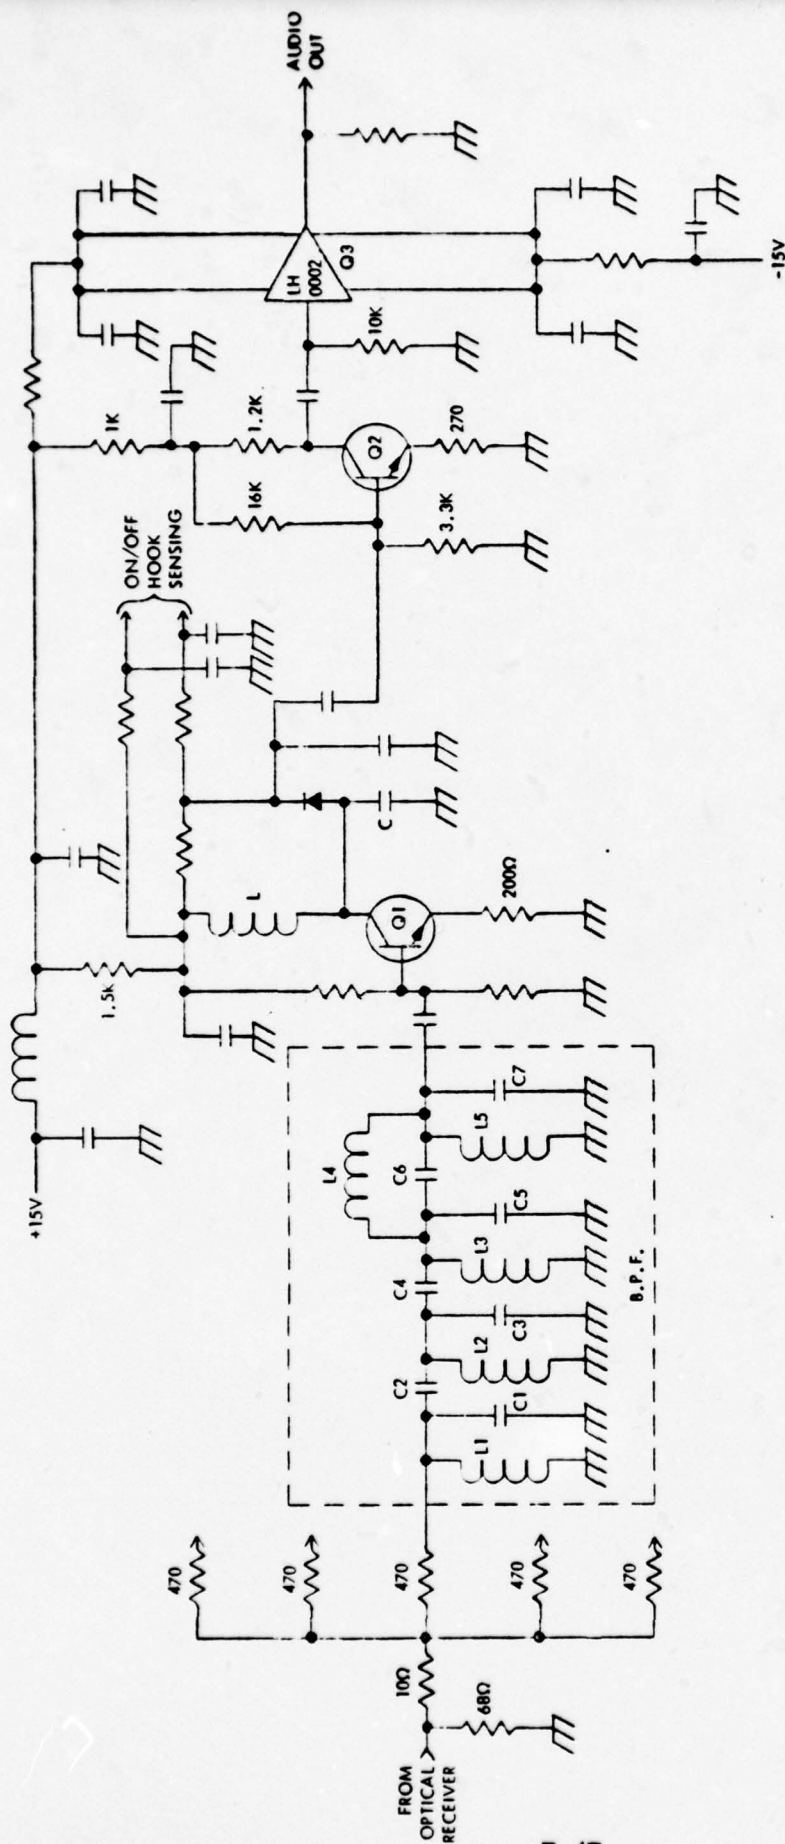 FROM
OPTICAL
RECEIVER
68Ω
10Ω
470
470
470
470
470
L1
C1
C2
L2
C3
C4
L3
C5
L4
C6
L5
C7
B.P.F.
+15V
1.5K
L
Q1
200Ω
C
ON/OFF
HOOK
SENSING
1K
16K
1.2K
Q2
3.3K
270
10K
LH
0002
Q3
-15V
AUDIO
OUT